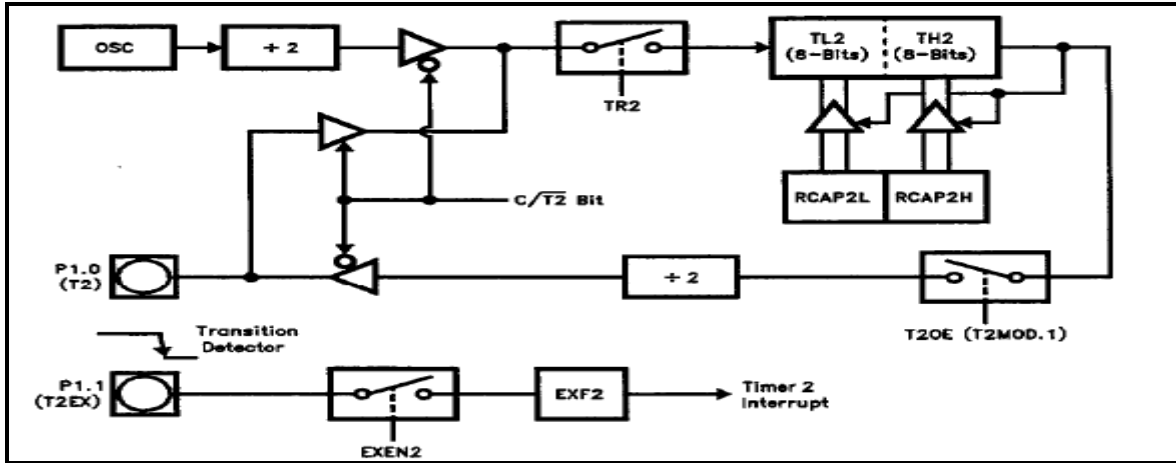 OSC
÷ 2
TR2
TL2
(8-Bits)
TH2
(8-Bits)
RCAP2L
RCAP2H
C/T2 Bit
P1.0
(T2)
÷ 2
T2OE (T2MOD.1)
Transition
Detector
P1.1
(T2EX)
EXEN2
EXF2
Timer 2
Interrupt